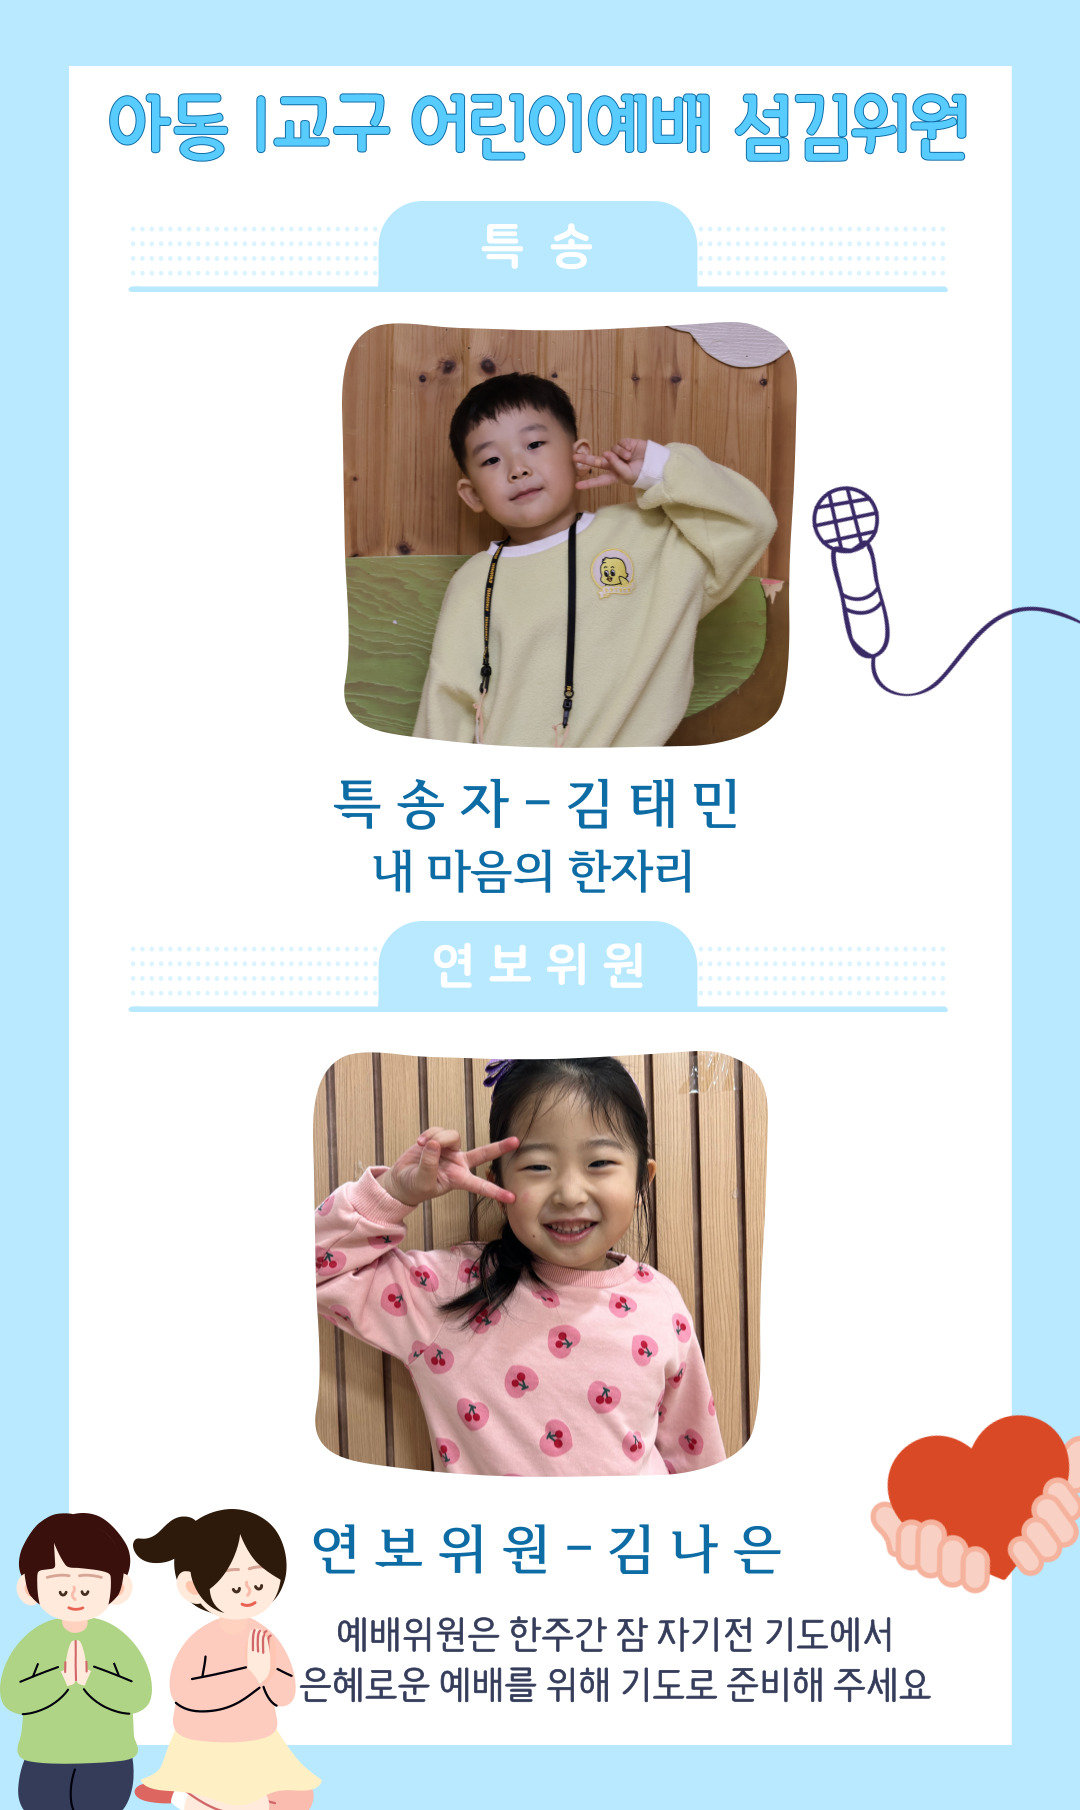 아동 1교구 어린이예배 섬김위원
특 송
특 송 자 - 김 태 민
내 마음의 한자리
연 보 위 원
연 보 위 원 - 김 나 은
예배위원은 한주간 잠 자기전 기도에서
은혜로운 예배를 위해 기도로 준비해 주세요